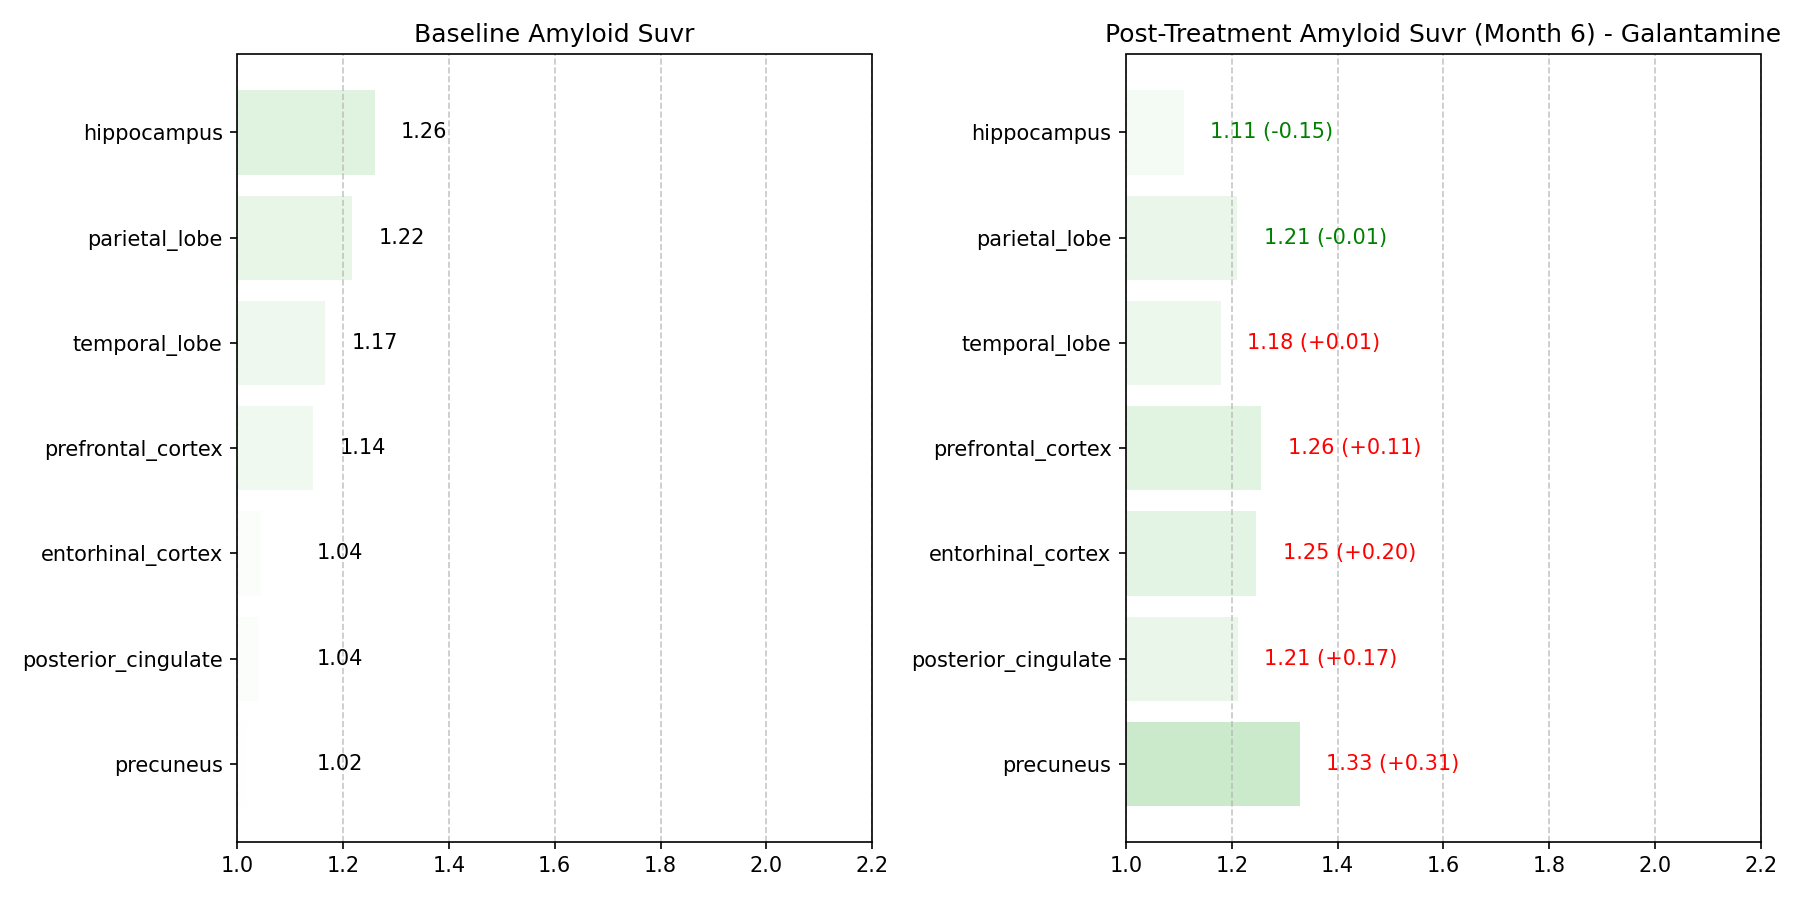 Baseline Amyloid Suvr
hippocampus 1.26
parietal_lobe 1.22
temporal_lobe 1.17
prefrontal_cortex 1.14
entorhinal_cortex 1.04
posterior_cingulate 1.04
precuneus 1.02
1.0 1.2 1.4 1.6 1.8 2.0 2.2
Post-Treatment Amyloid Suvr (Month 6) - Galantamine
hippocampus 1.11 (-0.15)
parietal_lobe 1.21 (-0.01)
temporal_lobe 1.18 (+0.01)
prefrontal_cortex 1.26 (+0.11)
entorhinal_cortex 1.25 (+0.20)
posterior_cingulate 1.21 (+0.17)
precuneus 1.33 (+0.31)
1.0 1.2 1.4 1.6 1.8 2.0 2.2